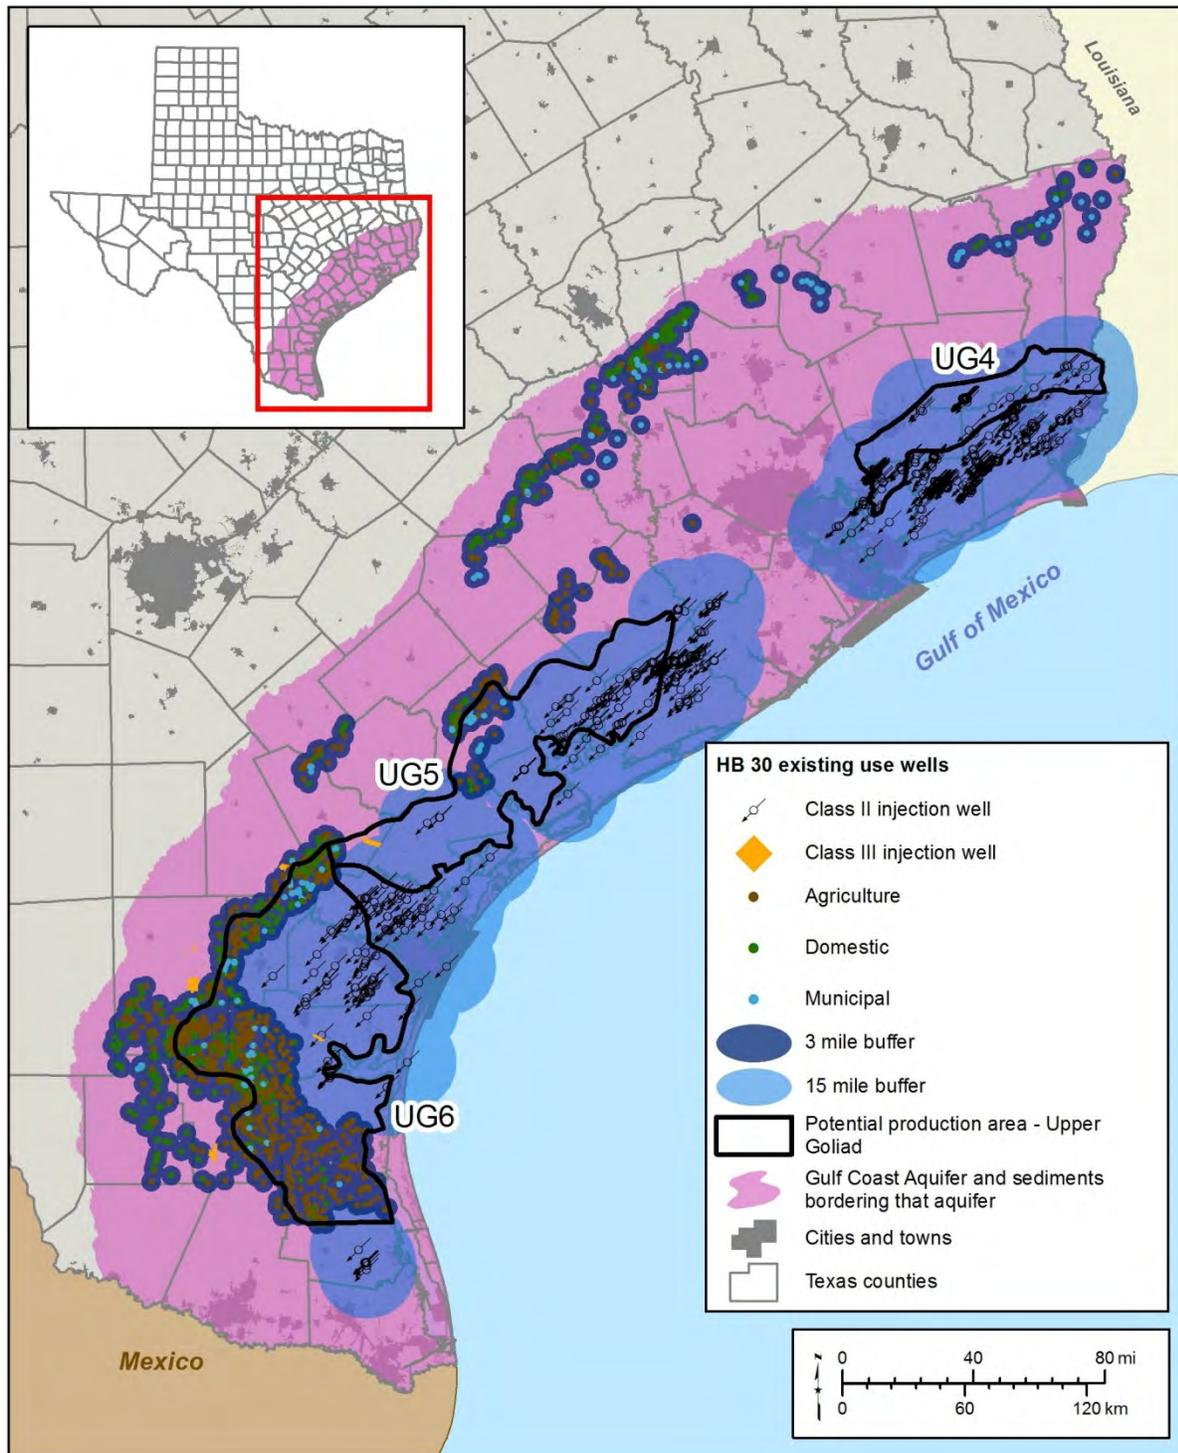 Louisiana
UG4
Gulf of Mexico
UG5
UG6
Mexico
HB 30 existing use wells
Class II injection well
Class III injection well
Agriculture
Domestic
Municipal
3 mile buffer
15 mile buffer
Potential production area - Upper
Goliad
Gulf Coast Aquifer and sediments
bordering that aquifer
Cities and towns
Texas counties
N
0 40 80 mi
0 60 120 km